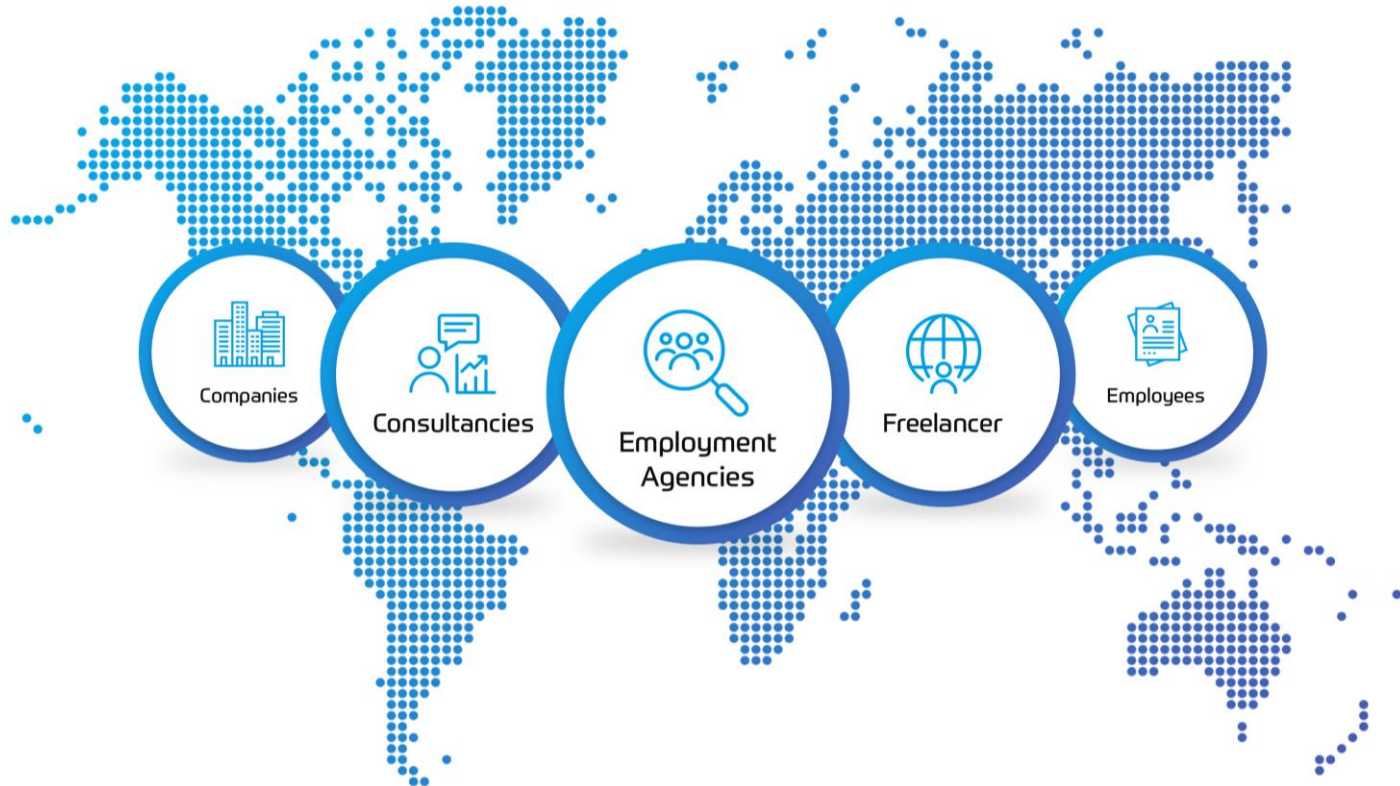 Companies
Consultancies
Employment
Agencies
Freelancer
Employees